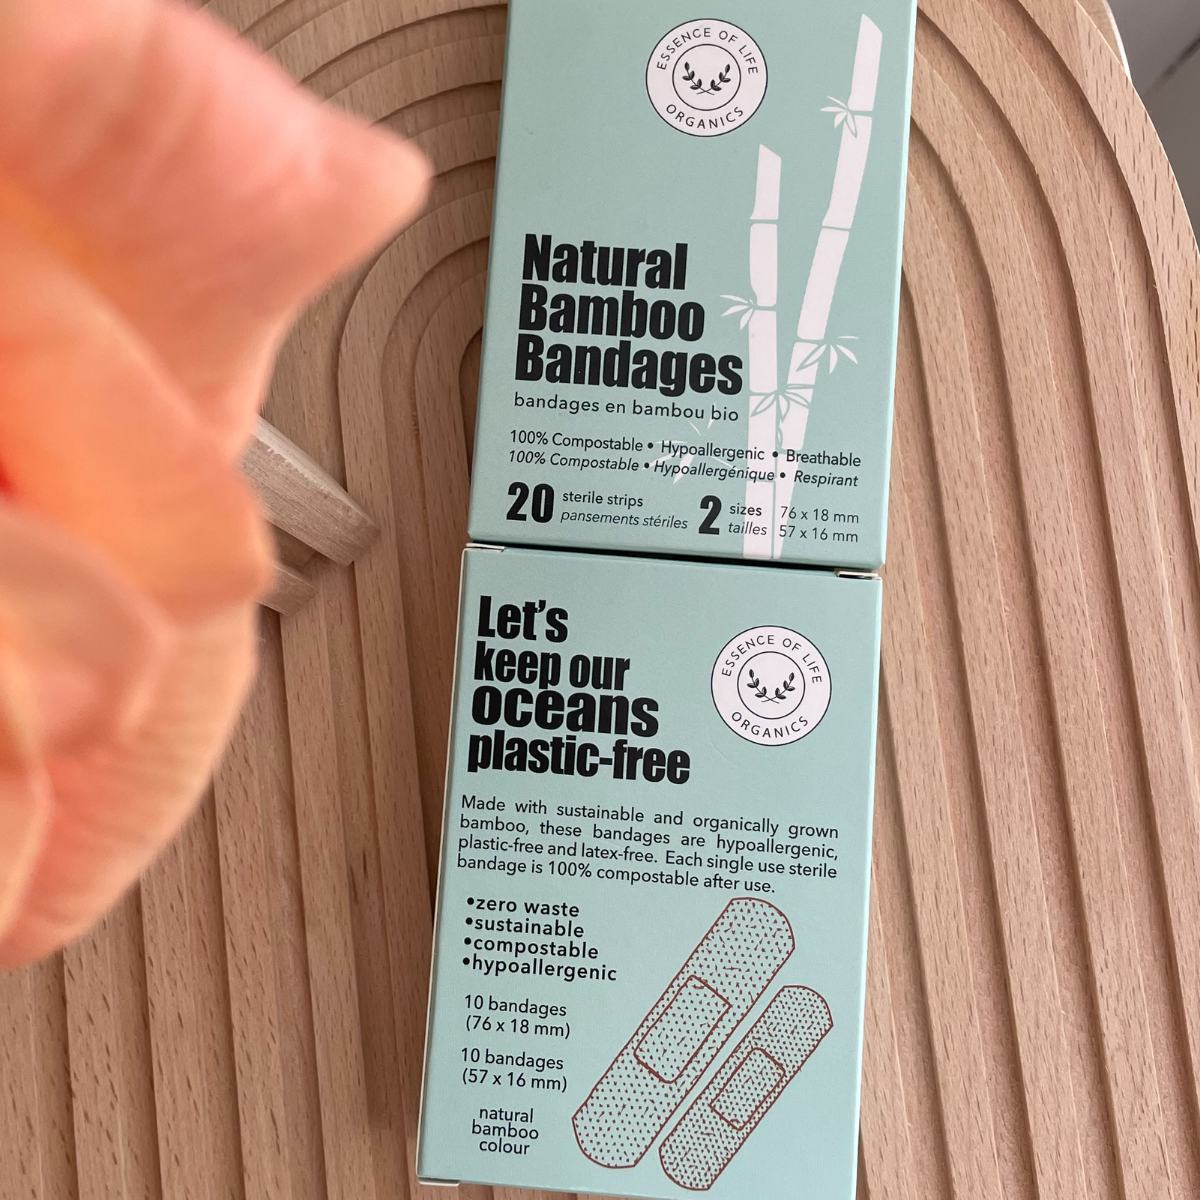 ESSENCE OF LIFE
ORGANICS
Natural
Bamboo
Bandages
bandages en bambou bio
100% Compostable • Hypoallergenic • Breathable
100% Compostable • Hypoallergénique • Respirant
20 sterile strips 2 sizes 76 x 18 mm
pansements stériles tailles 57 x 16 mm
Let's
keep our
oceans
plastic-free
ESSENCE OF LIFE
ORGANICS
Made with sustainable and organically grown
bamboo, these bandages are hypoallergenic,
plastic-free and latex-free. Each single use sterile
bandage is 100% compostable after use.
•zero waste
•sustainable
•compostable
•hypoallergenic
10 bandages
(76 x 18 mm)
10 bandages
(57 x 16 mm)
natural
bamboo
colour